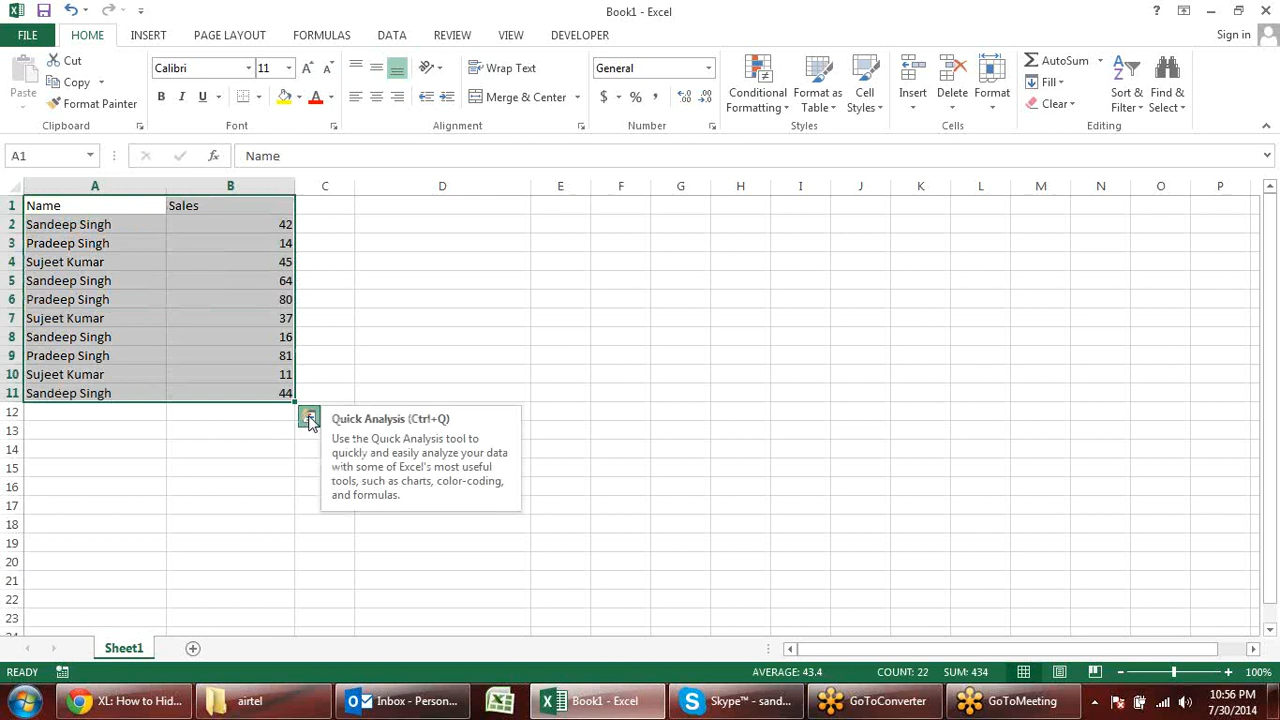 Book1 - Excel
FILE HOME INSERT PAGE LAYOUT FORMULAS DATA REVIEW VIEW DEVELOPER Sign in
Paste Cut
Copy
Format Painter
Calibri 11
B I U A
Wrap Text
Merge & Center
General
$ % ,
Conditional Formatting
Format as Table
Cell Styles
Insert Delete Format
AutoSum
Fill
Clear
Sort & Filter
Find & Select
Clipboard Font Alignment Number Styles Cells Editing
A1 fx Name
A B C D E F G H I J K L M N O P
1 Name Sales
2 Sandeep Singh 42
3 Pradeep Singh 14
4 Sujeet Kumar 45
5 Sandeep Singh 64
6 Pradeep Singh 80
7 Sujeet Kumar 37
8 Sandeep Singh 16
9 Pradeep Singh 81
10 Sujeet Kumar 11
11 Sandeep Singh 44
12
13
14
15
16
17
18
19
20
21
22
23
Quick Analysis (Ctrl+Q)
Use the Quick Analysis tool to
quickly and easily analyze your data
with some of Excel's most useful
tools, such as charts, color-coding,
and formulas.
Sheet1
READY AVERAGE: 43.4 COUNT: 22 SUM: 434 100%
XL: How to Hid... airtel Inbox - Person... Book1 - Excel Skype™ - sand... GoToConverter GoToMeeting 10:56 PM
7/30/2014